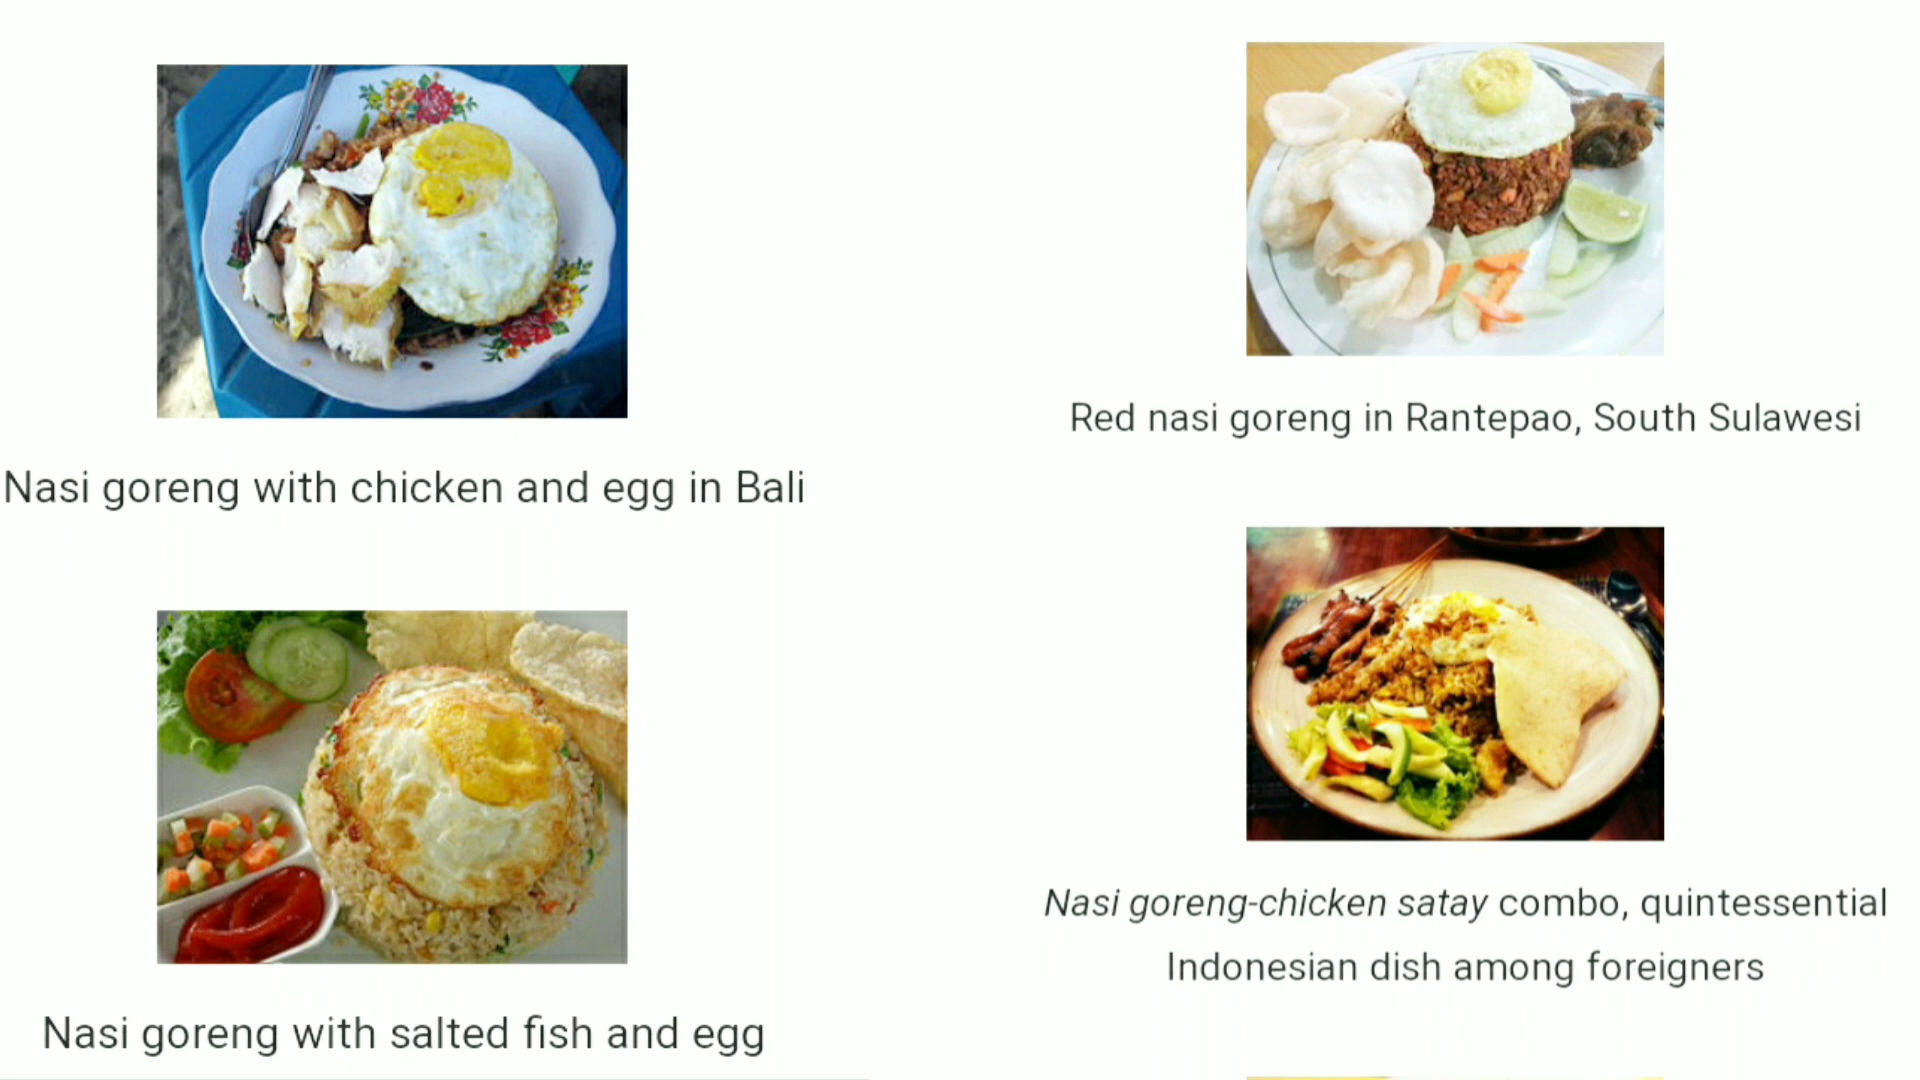 Nasi goreng with chicken and egg in Bali
Nasi goreng with salted fish and egg
Red nasi goreng in Rantepao, South Sulawesi
Nasi goreng-chicken satay combo, quintessential
Indonesian dish among foreigners